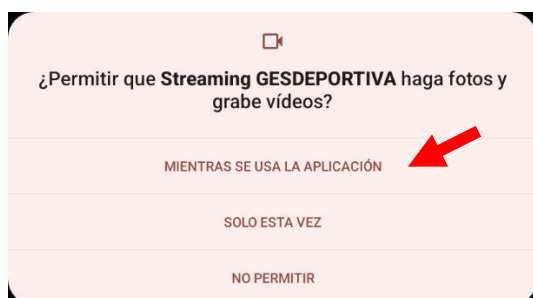 ¿Permitir que Streaming GESDEPORTIVA haga fotos y
grabe vídeos?
MIENTRAS SE USA LA APLICACIÓN
SOLO ESTA VEZ
NO PERMITIR